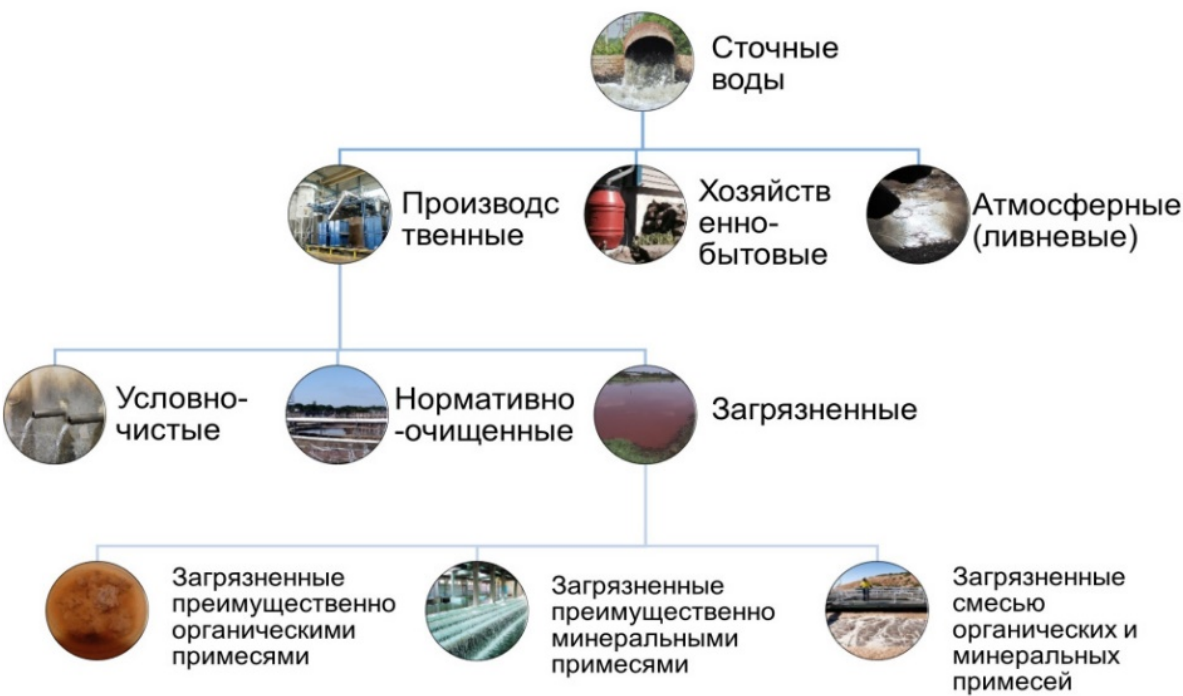 Сточные
воды
Производс
твенные
Хозяйств
енно-
бытовые
Атмосферные
(ливневые)
Условно-
чистые
Нормативно
-очищенные
Загрязненные
Загрязненные
преимущественно
органическими
примесями
Загрязненные
преимущественно
минеральными
примесями
Загрязненные
смесью
органических и
минеральных
примесей